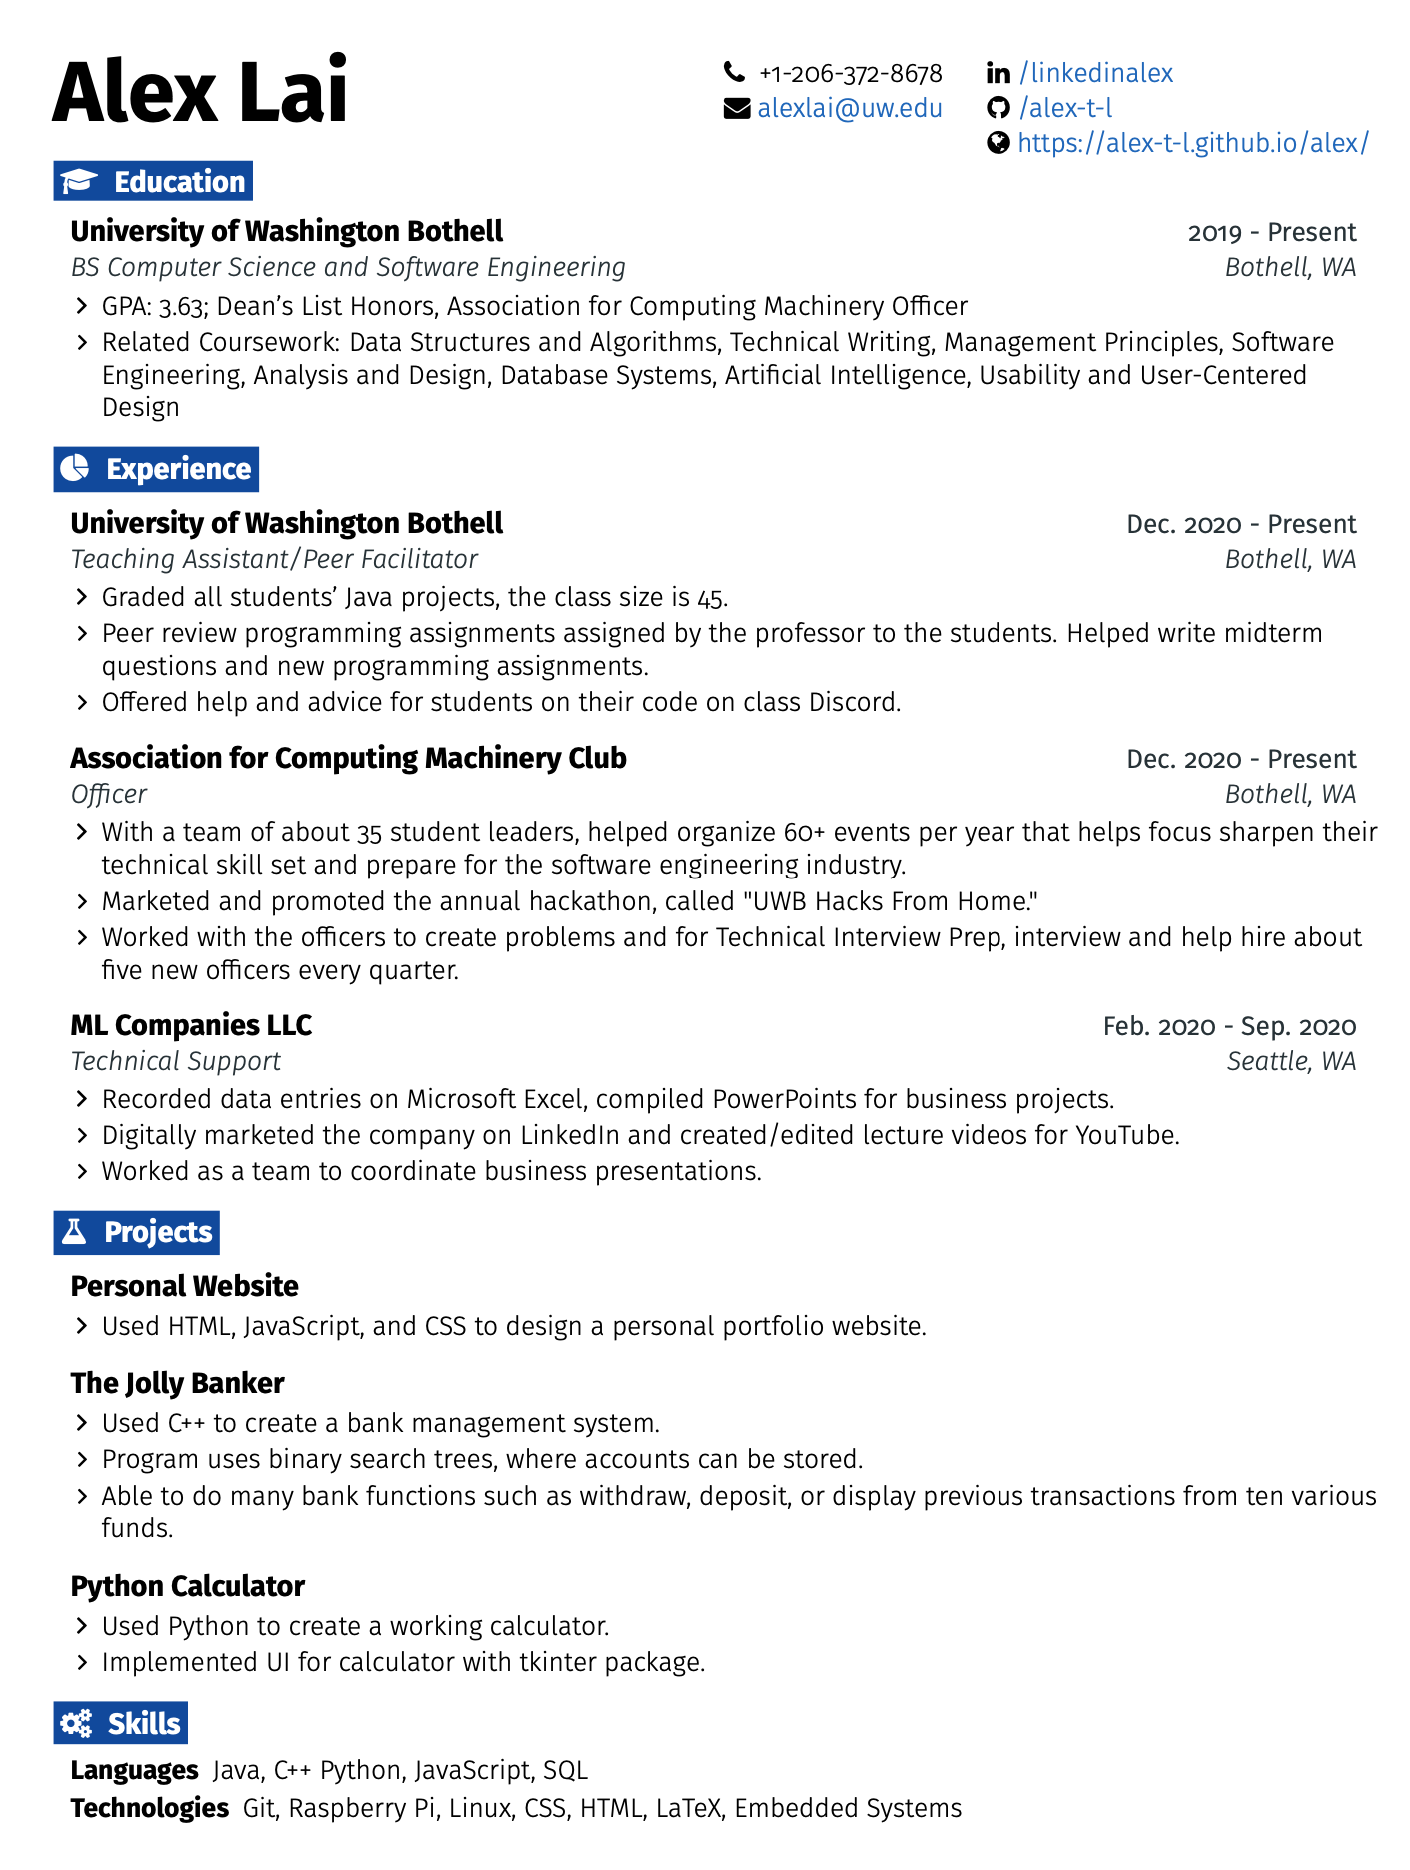 Alex Lai
+1-206-372-8678
alexlai@uw.edu
/linkedinalex
/alex-t-l
https://alex-t-l.github.io/alex/
Education
University of Washington Bothell 2019 - Present
BS Computer Science and Software Engineering Bothell, WA
GPA: 3.63; Dean's List Honors, Association for Computing Machinery Officer
Related Coursework: Data Structures and Algorithms, Technical Writing, Management Principles, Software
Engineering, Analysis and Design, Database Systems, Artificial Intelligence, Usability and User-Centered
Design
Experience
University of Washington Bothell Dec. 2020 - Present
Teaching Assistant/Peer Facilitator Bothell, WA
Graded all students' Java projects, the class size is 45.
Peer review programming assignments assigned by the professor to the students. Helped write midterm
questions and new programming assignments.
Offered help and advice for students on their code on class Discord.
Association for Computing Machinery Club Dec. 2020 - Present
Officer Bothell, WA
With a team of about 35 student leaders, helped organize 60+ events per year that helps focus sharpen their
technical skill set and prepare for the software engineering industry.
Marketed and promoted the annual hackathon, called "UWB Hacks From Home."
Worked with the officers to create problems and for Technical Interview Prep, interview and help hire about
five new officers every quarter.
ML Companies LLC Feb. 2020 - Sep. 2020
Technical Support Seattle, WA
Recorded data entries on Microsoft Excel, compiled PowerPoints for business projects.
Digitally marketed the company on LinkedIn and created/edited lecture videos for YouTube.
Worked as a team to coordinate business presentations.
Projects
Personal Website
Used HTML, JavaScript, and CSS to design a personal portfolio website.
The Jolly Banker
Used C++ to create a bank management system.
Program uses binary search trees, where accounts can be stored.
Able to do many bank functions such as withdraw, deposit, or display previous transactions from ten various
funds.
Python Calculator
Used Python to create a working calculator.
Implemented UI for calculator with tkinter package.
Skills
Languages Java, C++ Python, JavaScript, SQL
Technologies Git, Raspberry Pi, Linux, CSS, HTML, LaTeX, Embedded Systems